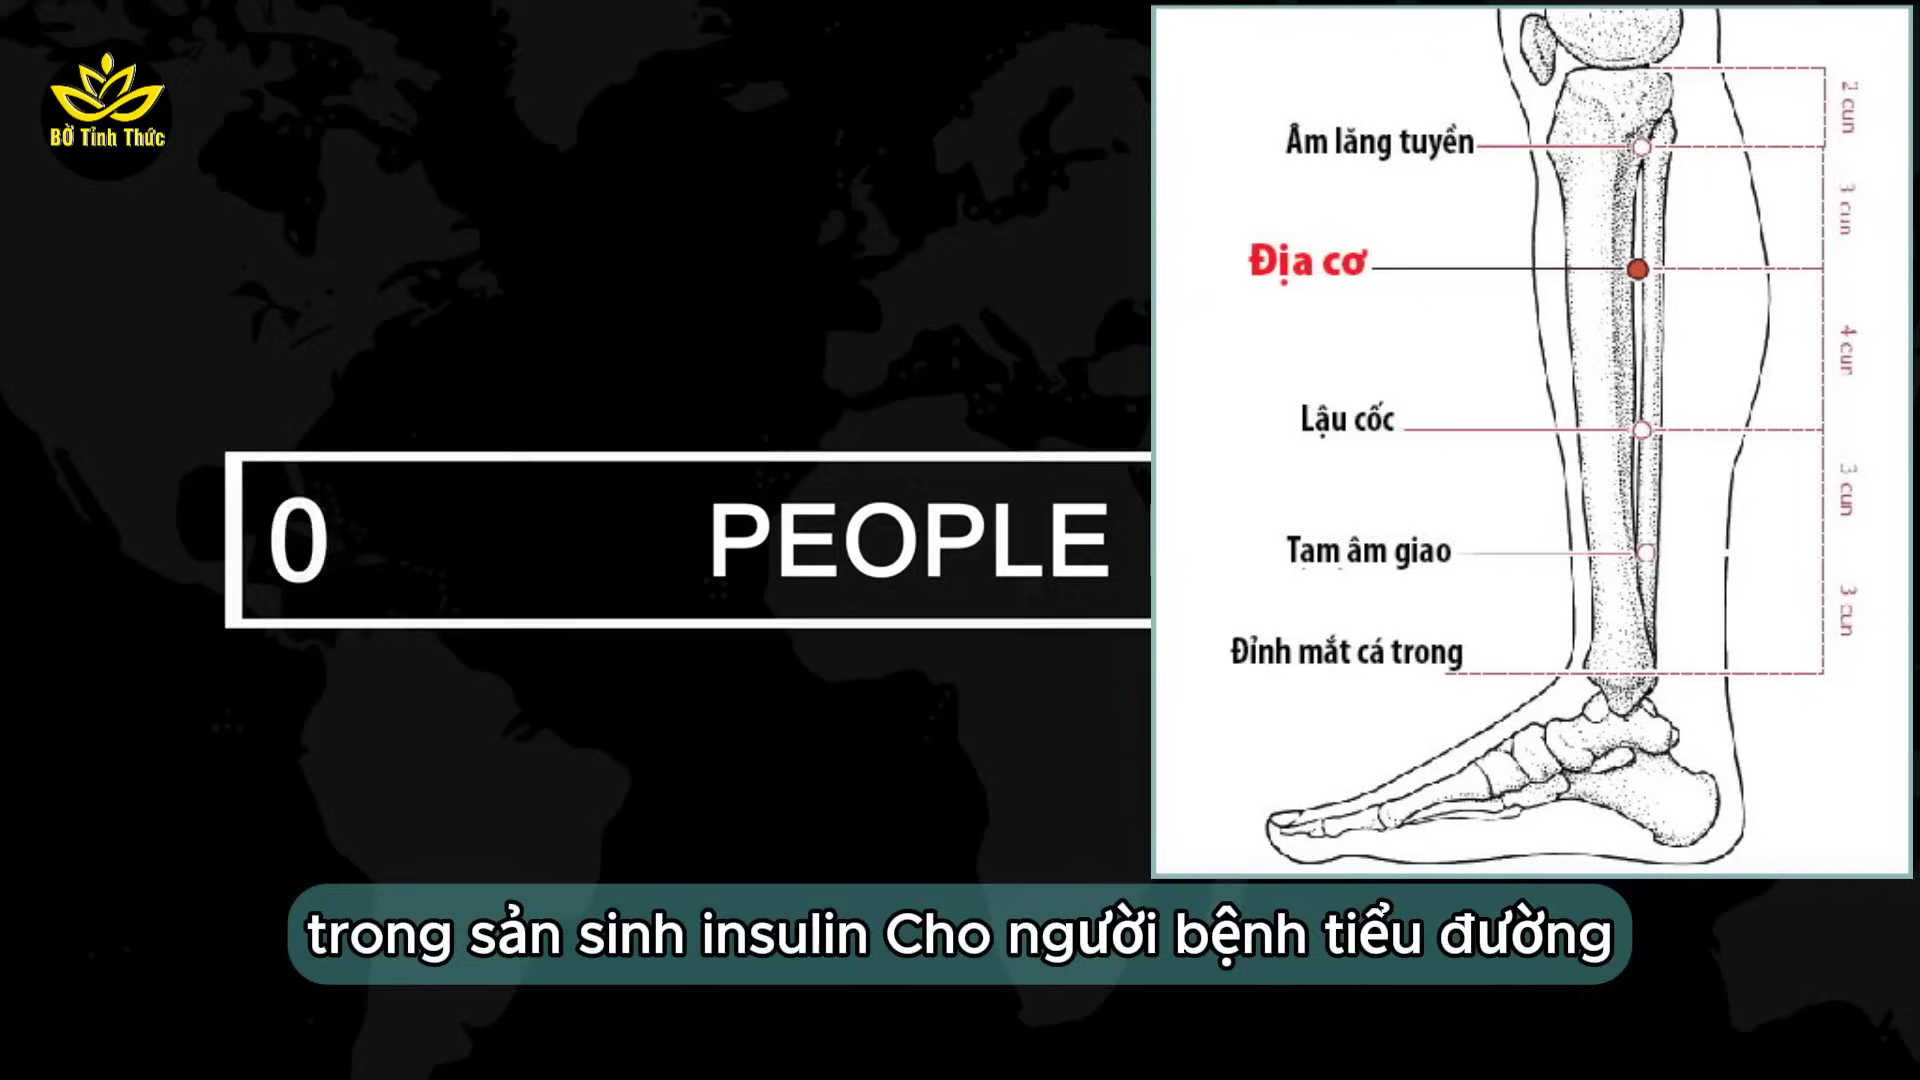 BỜ Tỉnh Thức
Âm lăng tuyền
Địa cơ
Lậu cốc
Tam âm giao
Đỉnh mắt cá trong
2 cun
3 cun
4 cun
3 cun
3 cun
0 PEOPLE
trong sản sinh insulin Cho người bệnh tiểu đường